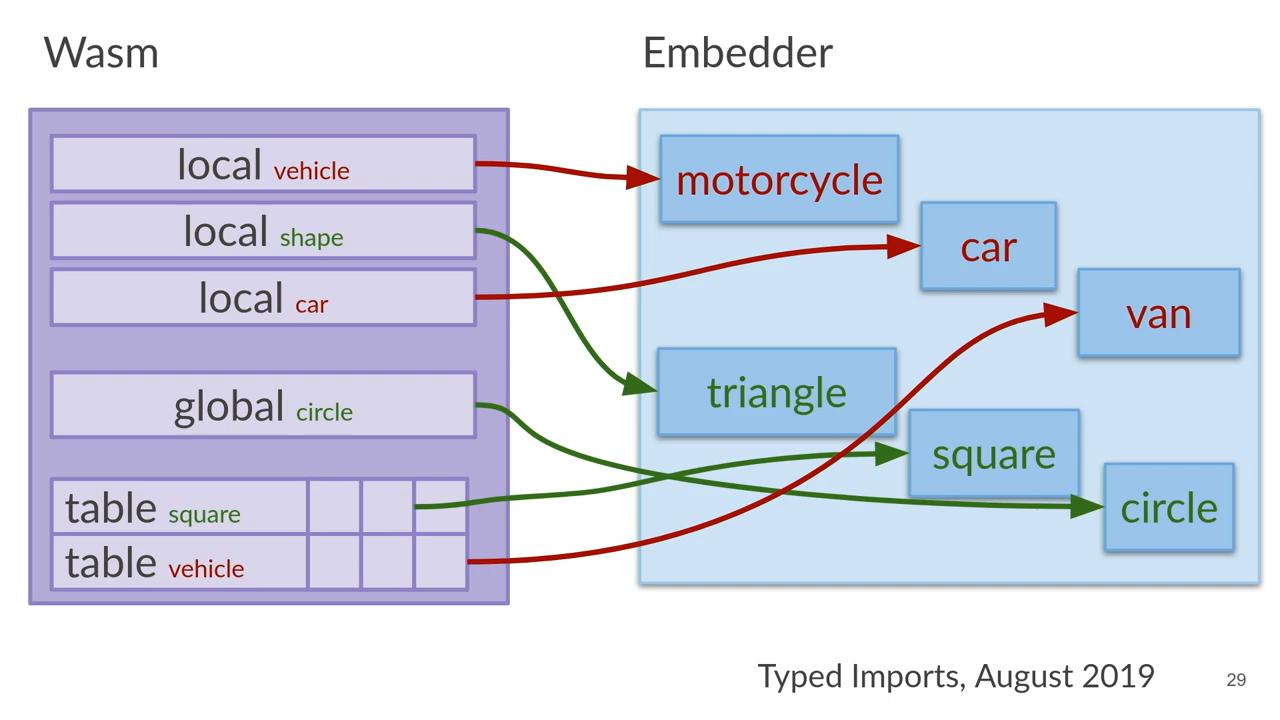 Wasm
Embedder
local vehicle
local shape
local car
global circle
table square
table vehicle
motorcycle
car
van
triangle
square
circle
Typed Imports, August 2019
29